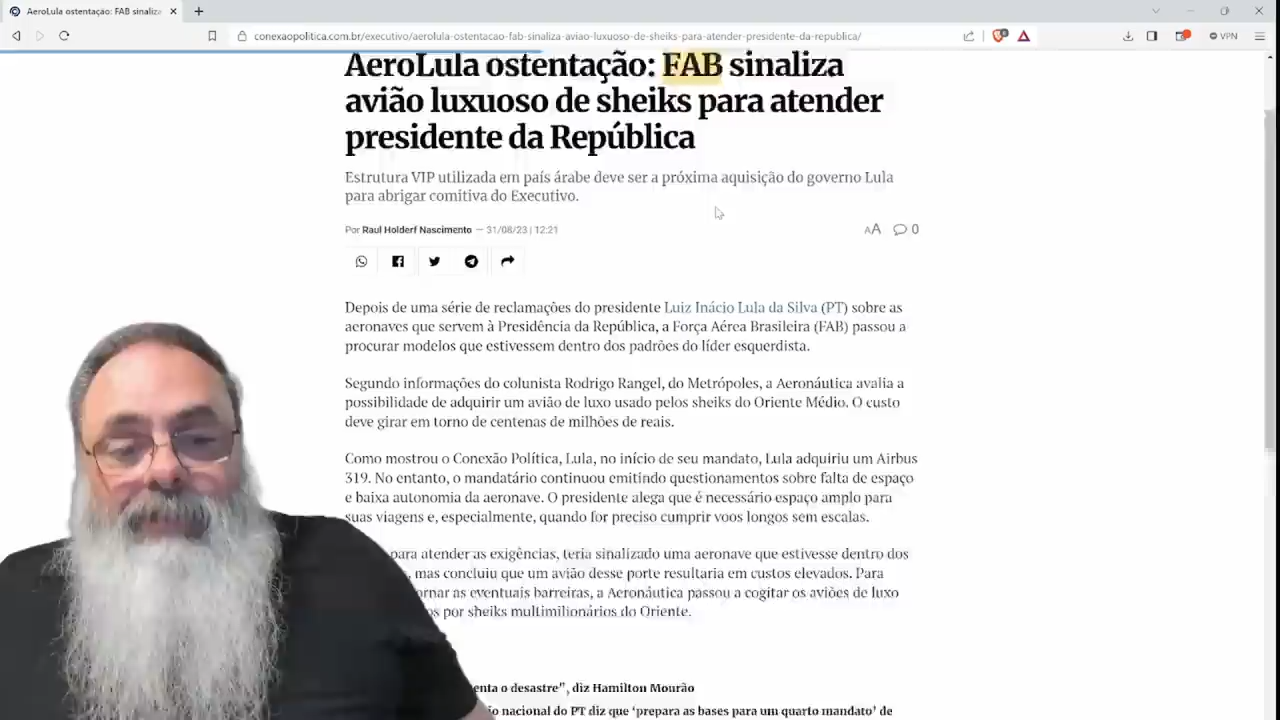 AeroLula ostentação: FAB sinaliza
conexaopolitica.com.br/executivo/aerolula-ostentacao-fab-sinaliza-aviao-luxuoso-de-sheiks-para-atender-presidente-da-republica/
VPN
AeroLula ostentação: FAB sinaliza
avião luxuoso de sheiks para atender
presidente da República
Estrutura VIP utilizada em país árabe deve ser a próxima aquisição do governo Lula
para abrigar comitiva do Executivo.
Por Raul Holderf Nascimento — 31/08/23 | 12:21
AA 0
Depois de uma série de reclamações do presidente Luiz Inácio Lula da Silva (PT) sobre as
aeronaves que servem à Presidência da República, a Força Aérea Brasileira (FAB) passou a
procurar modelos que estivessem dentro dos padrões do líder esquerdista.
Segundo informações do colunista Rodrigo Rangel, do Metrópoles, a Aeronáutica avalia a
possibilidade de adquirir um avião de luxo usado pelos sheiks do Oriente Médio. O custo
deve girar em torno de centenas de milhões de reais.
Como mostrou o Conexão Política, Lula, no início de seu mandato, Lula adquiriu um Airbus
319. No entanto, o mandatário continuou emitindo questionamentos sobre falta de espaço
e baixa autonomia da aeronave. O presidente alega que é necessário espaço amplo para
suas viagens e, especialmente, quando for preciso cumprir voos longos sem escalas.
para atender as exigências, teria sinalizado uma aeronave que estivesse dentro dos
, mas concluiu que um avião desse porte resultaria em custos elevados. Para
ornar as eventuais barreiras, a Aeronáutica passou a cogitar os aviões de luxo
os por sheiks multimilionários do Oriente.
enta o desastre", diz Hamilton Mourão
io nacional do PT diz que 'prepara as bases para um quarto mandato' de